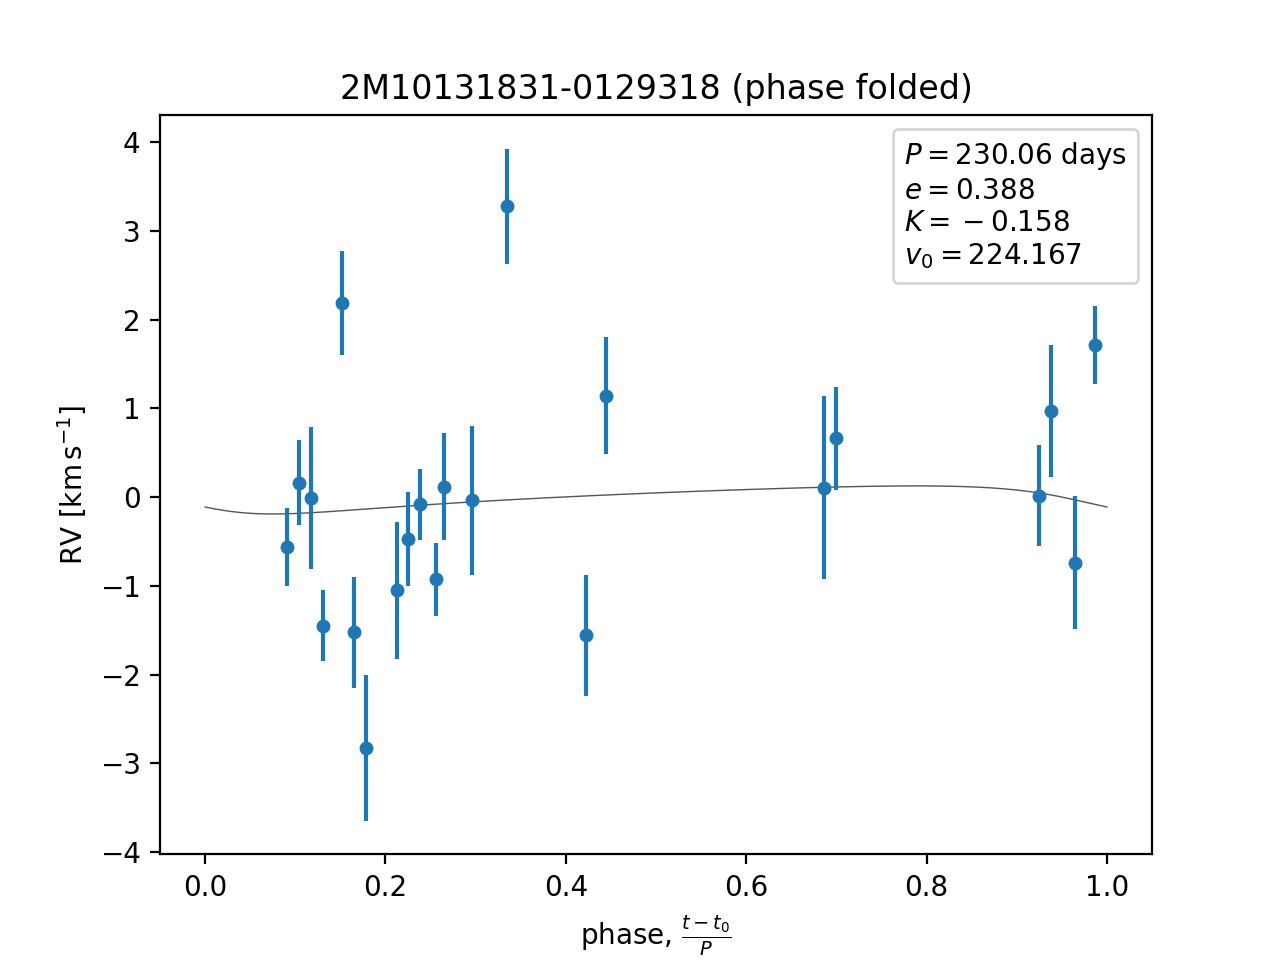 2M10131831-0129318 (phase folded)
P = 230.06 days
e = 0.388
K = −0.158
v₀ = 224.167
4
3
2
1
0
−1
−2
−3
−4
RV [km s⁻¹]
0.0 0.2 0.4 0.6 0.8 1.0
phase, (t − t₀)/P